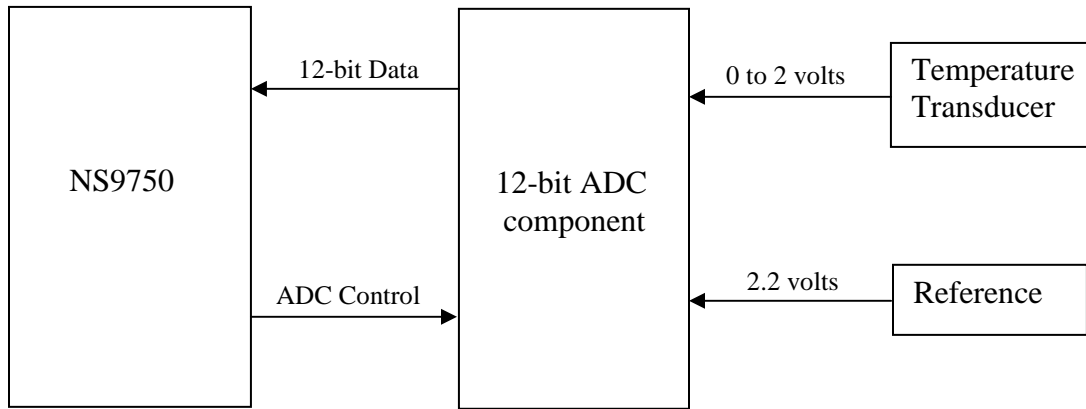 NS9750
12-bit Data
ADC Control
12-bit ADC
component
0 to 2 volts
2.2 volts
Temperature
Transducer
Reference